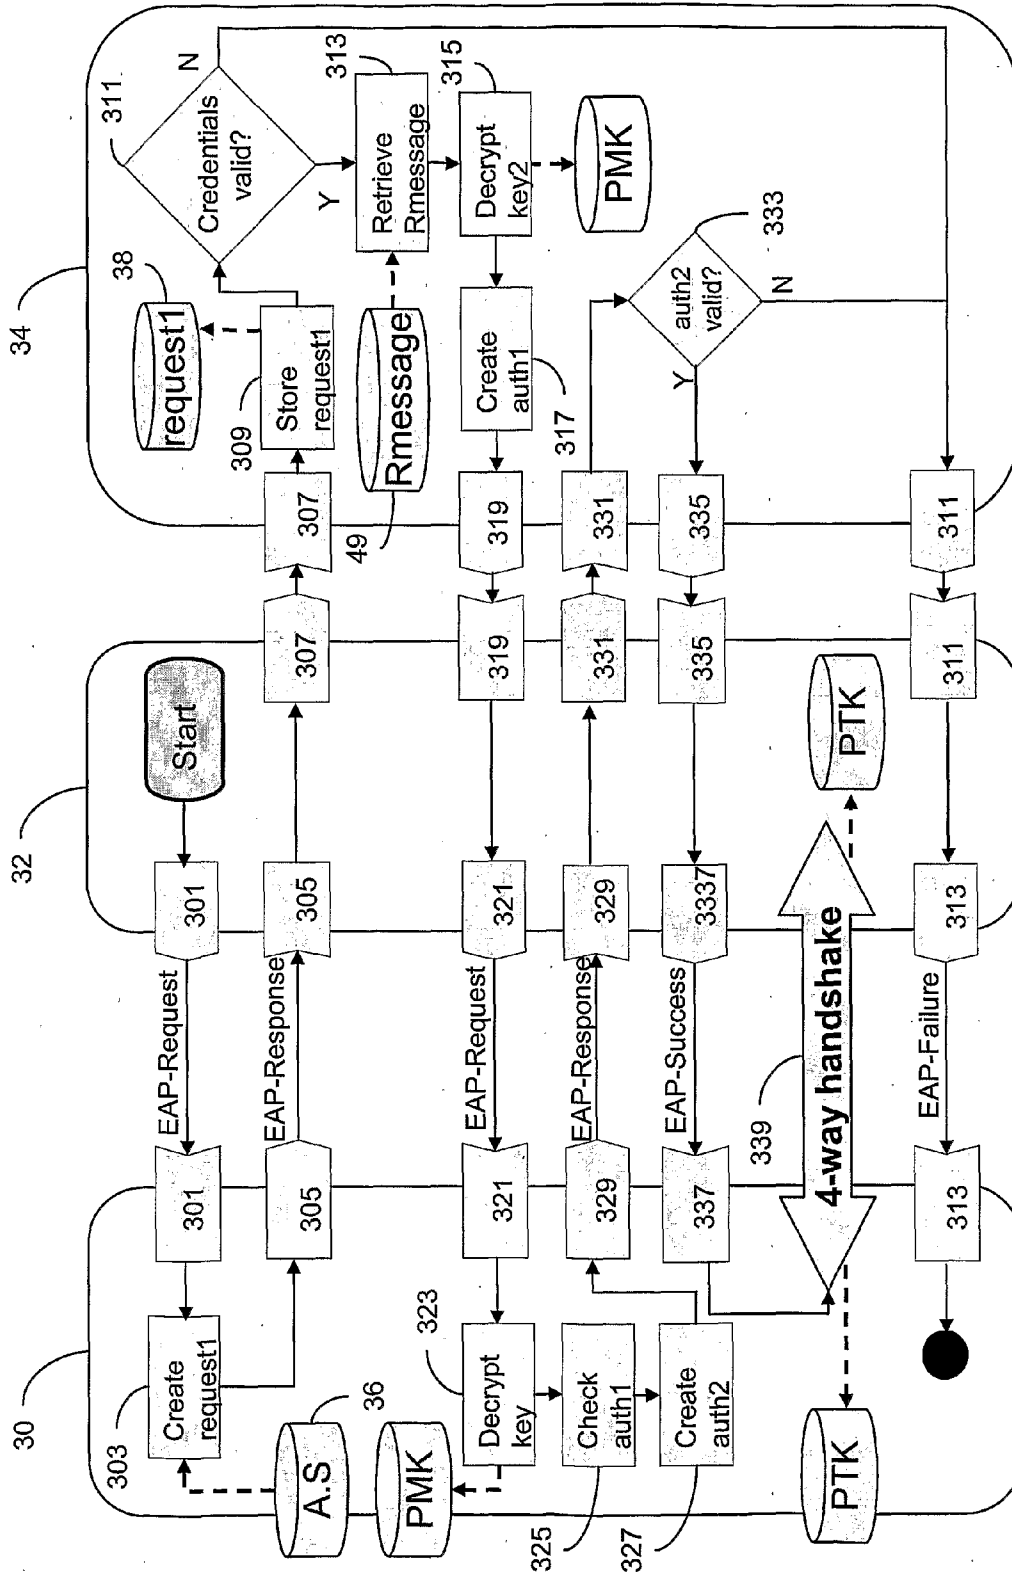 30
32
34
303
Create
request1
301
EAP-Request
301
Start
request1
38
311
Credentials
valid?
N
Y
A.S
36
305
EAP-Response
305
307
307
309
Store
request1
Rmessage
49
Retrieve
Rmessage
313
PMK
323
Decrypt
key
321
EAP-Request
321
319
319
Create
auth1
317
Decrypt
key2
315
PMK
325
Check
auth1
329
EAP-Response
329
331
331
327
Create
auth2
337
EAP-Success
3337
335
335
Y
auth2
valid?
333
N
PTK
339
4-way handshake
PTK
313
EAP-Failure
313
311
311